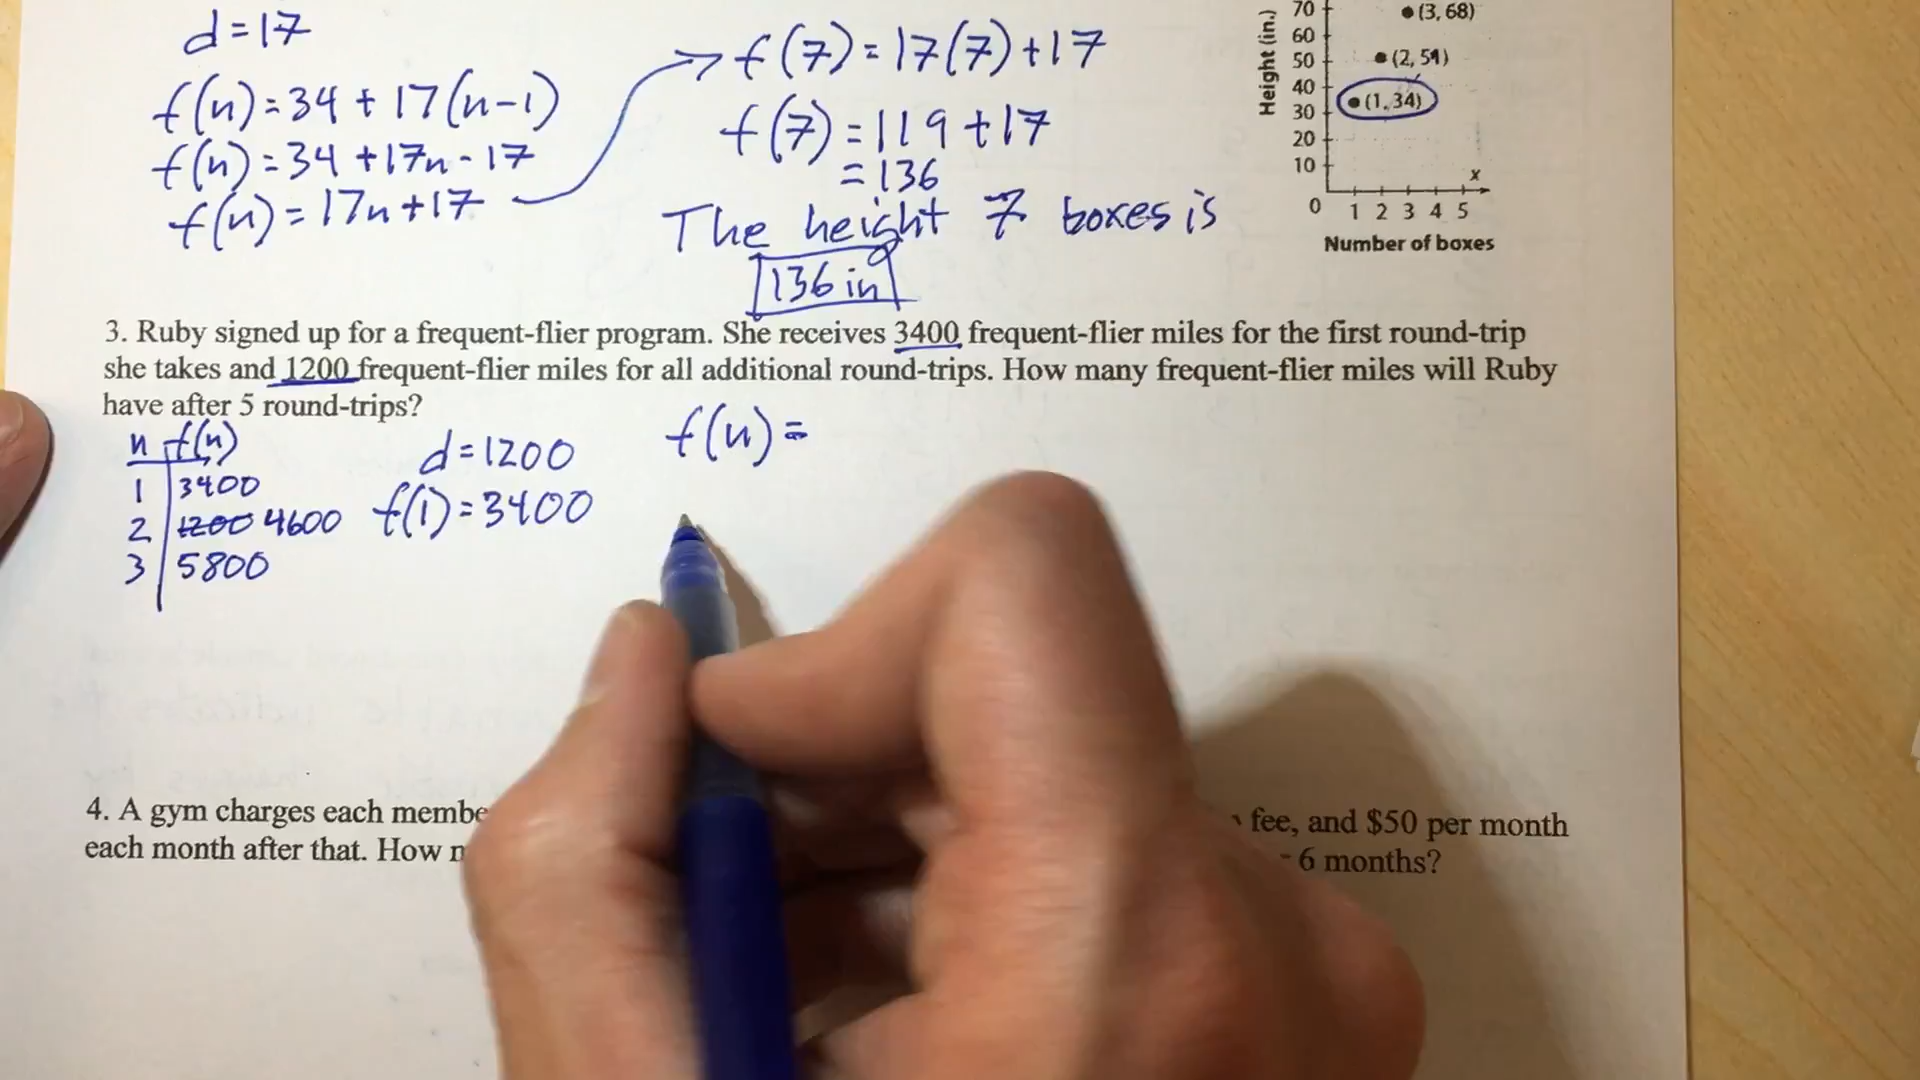 d=17
f(n)=34+17(n-1)
f(n)=34+17n-17
f(n)=17n+17
f(7)=17(7)+17
f(7)=119+17
=136
The height 7 boxes is
136 in
Height (in.)
70
60
50
40
30
20
10
0 1 2 3 4 5
x
(3, 68)
(2, 51)
(1, 34)
Number of boxes
3. Ruby signed up for a frequent-flier program. She receives 3400 frequent-flier miles for the first round-trip
she takes and 1200 frequent-flier miles for all additional round-trips. How many frequent-flier miles will Ruby
have after 5 round-trips?
n f(n)
1 3400
2 1200 4600
3 5800
d=1200
f(1)=3400
f(n)=
4. A gym charges each membe fee, and $50 per month
each month after that. How 6 months?